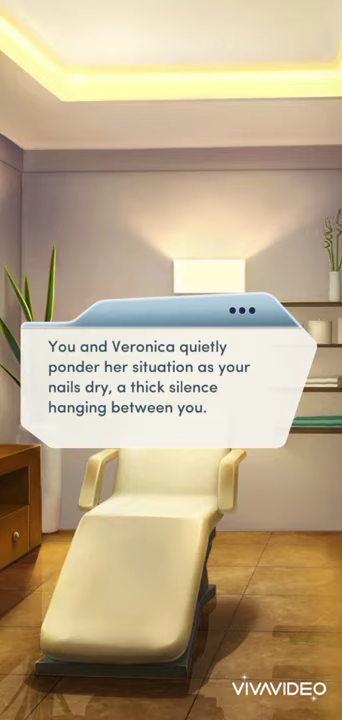 You and Veronica quietly
ponder her situation as your
nails dry, a thick silence
hanging between you.
VIVAVIDEO